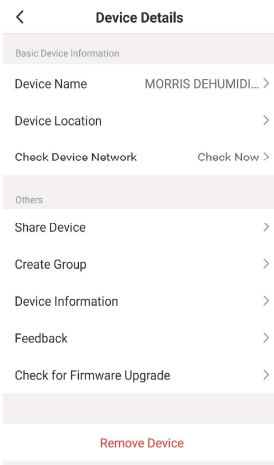 Device Details
Basic Device Information
Device Name MORRIS DEHUMIDI...
Device Location
Check Device Network Check Now
Others
Share Device
Create Group
Device Information
Feedback
Check for Firmware Upgrade
Remove Device